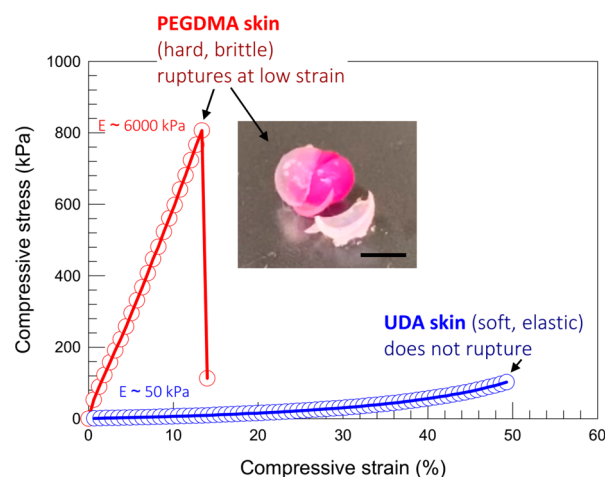 PEGDMA skin
(hard, brittle)
ruptures at low strain
1000
800
600
400
200
0
E ~ 6000 kPa
E ~ 50 kPa
UDA skin (soft, elastic)
does not rupture
0 10 20 30 40 50 60
Compressive stress (kPa)
Compressive strain (%)